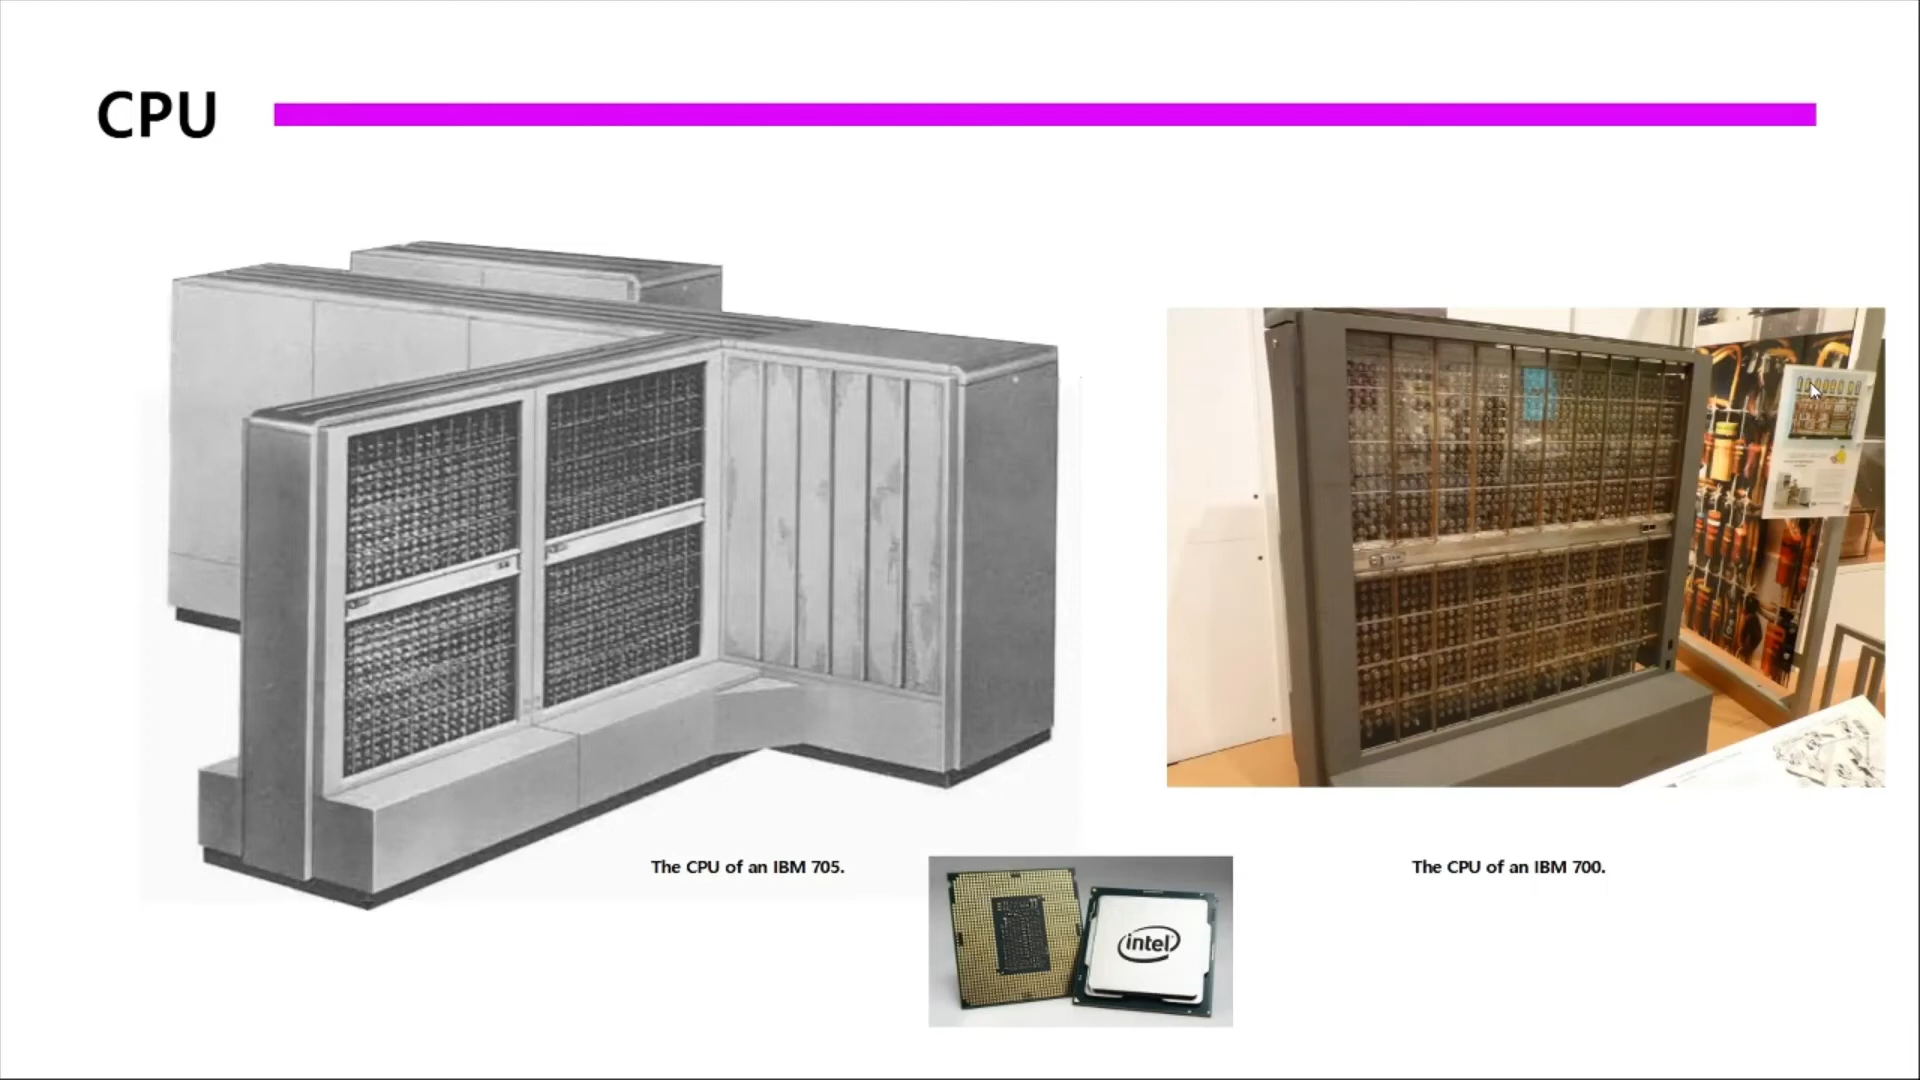 CPU
The CPU of an IBM 705.
The CPU of an IBM 700.
intel